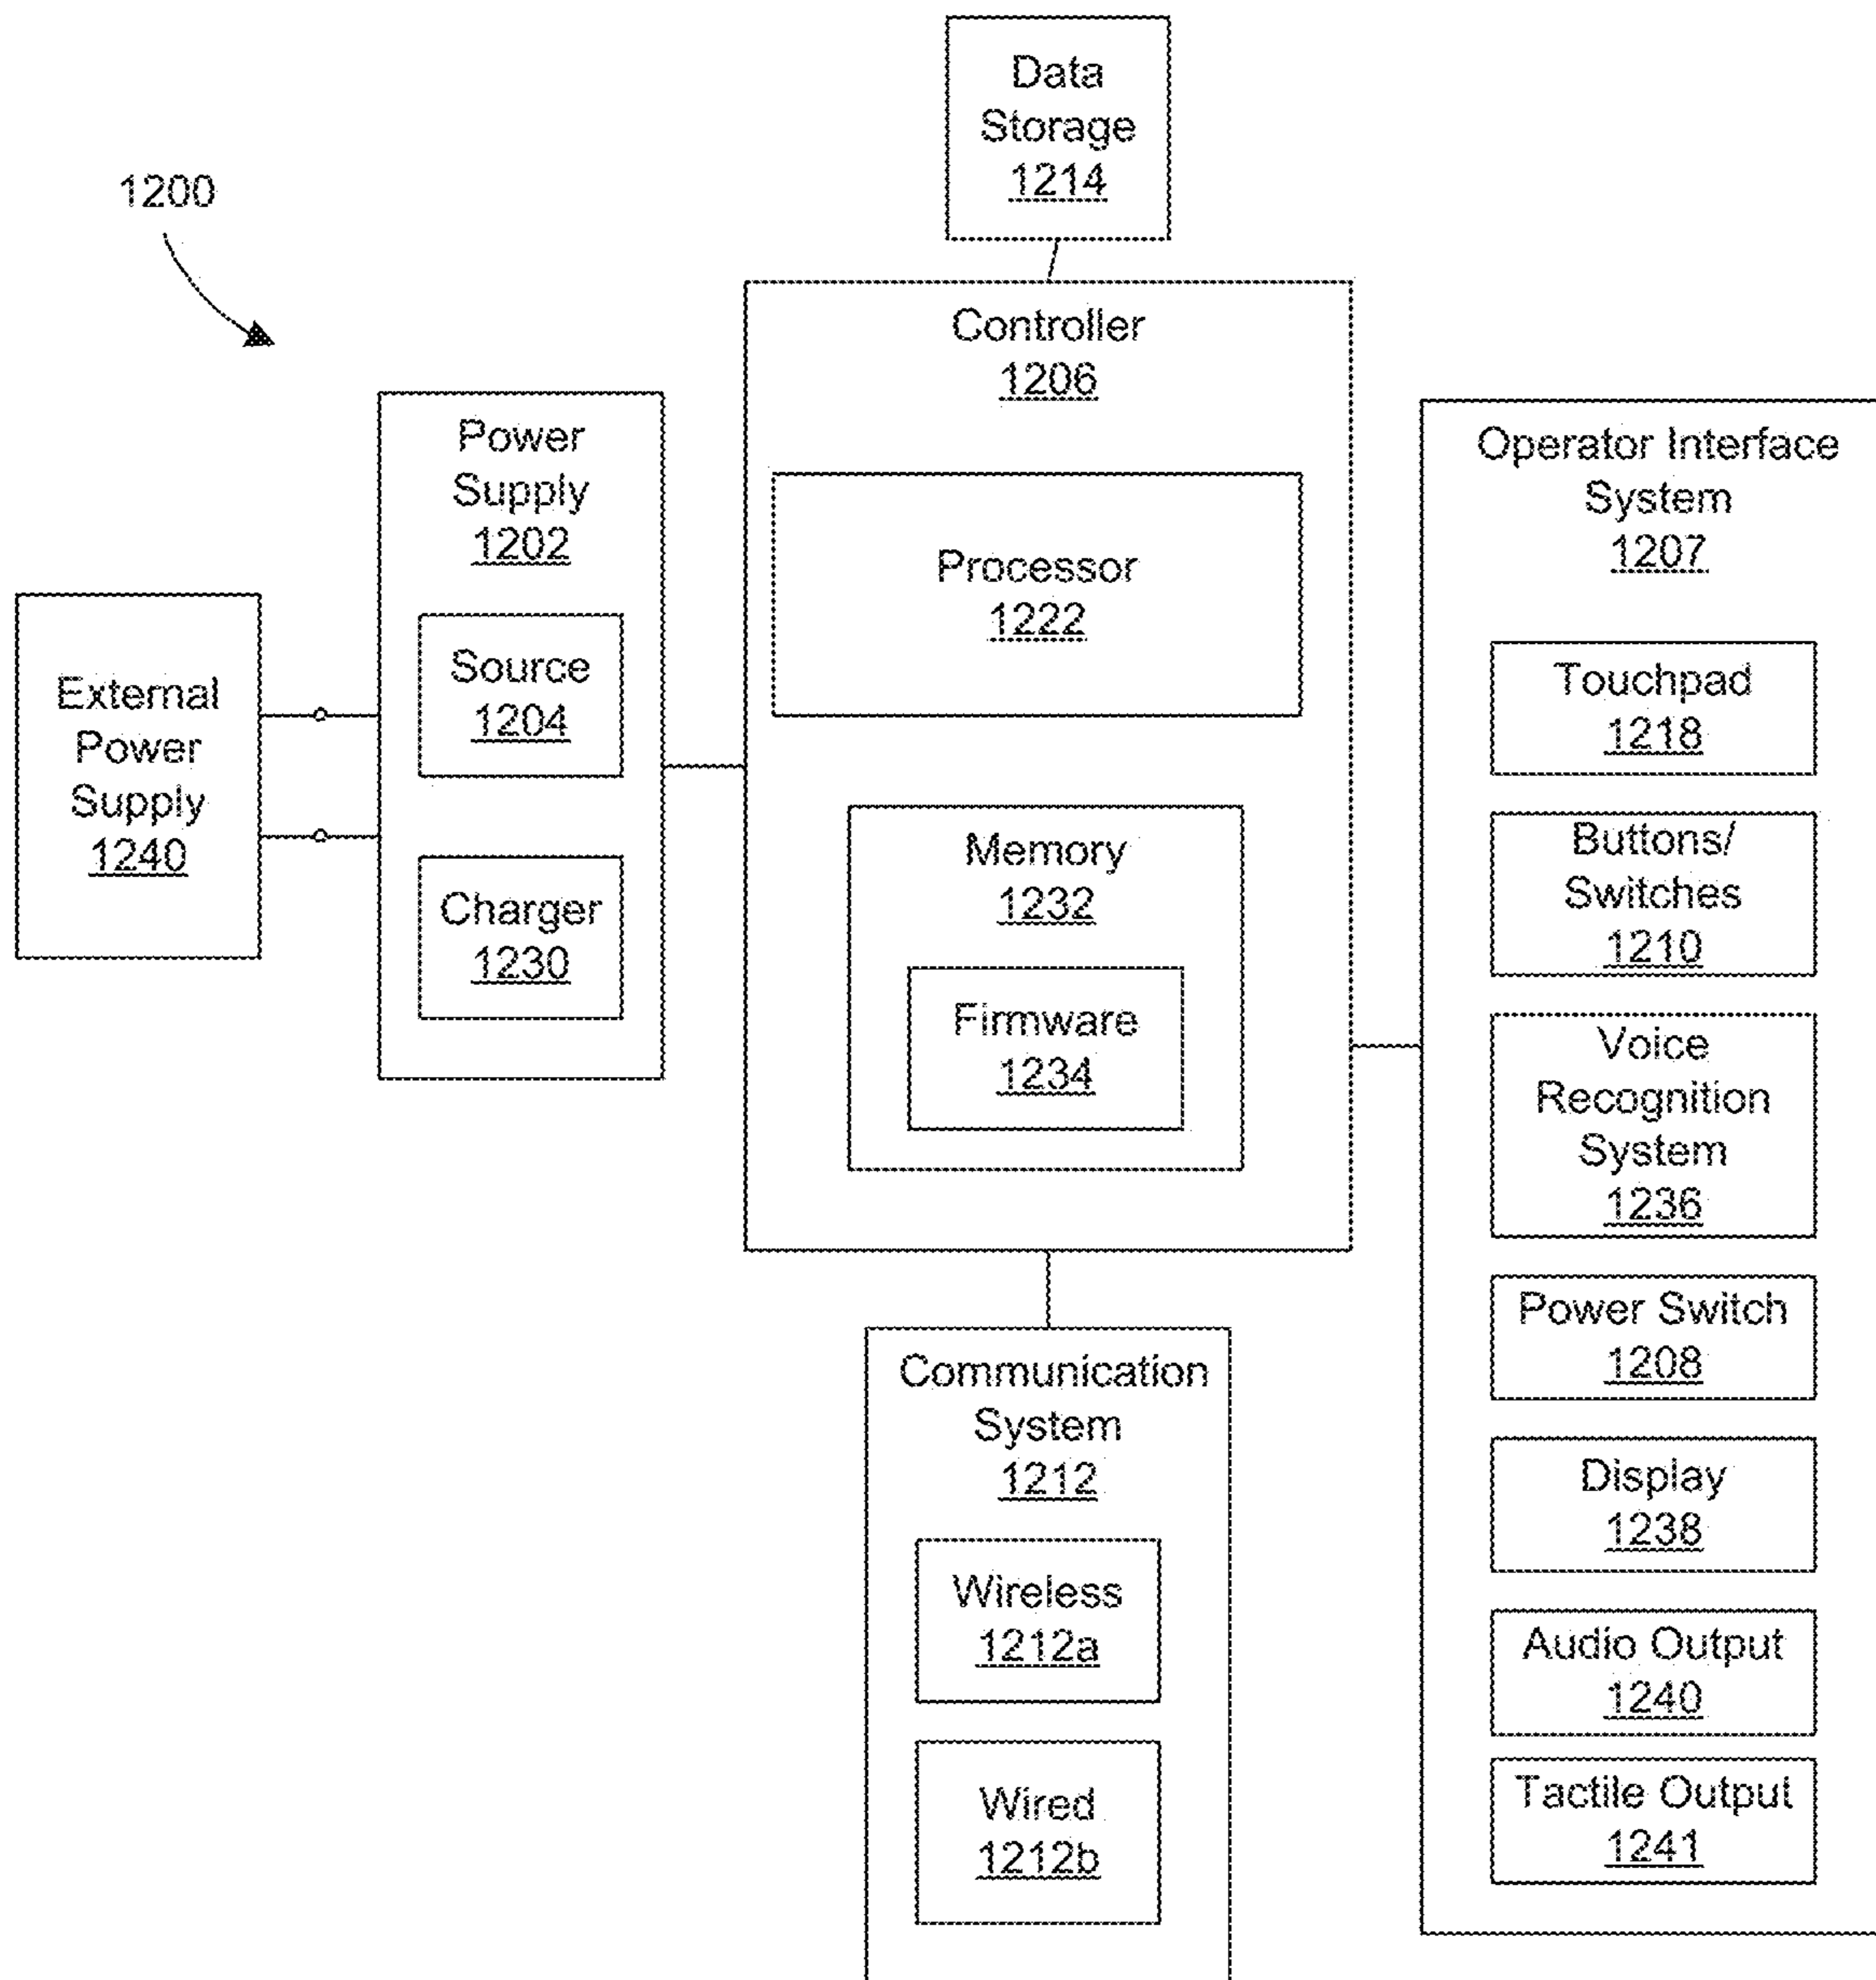 Data
Storage
1214
1200
Controller
1206
Power
Supply
1202
Operator Interface
System
1207
Processor
1222
External
Power
Supply
1240
Source
1204
Touchpad
1218
Charger
1230
Memory
1232
Firmware
1234
Buttons/
Switches
1210
Voice
Recognition
System
1236
Power Switch
1208
Communication
System
1212
Display
1238
Wireless
1212a
Audio Output
1240
Wired
1212b
Tactile Output
1241